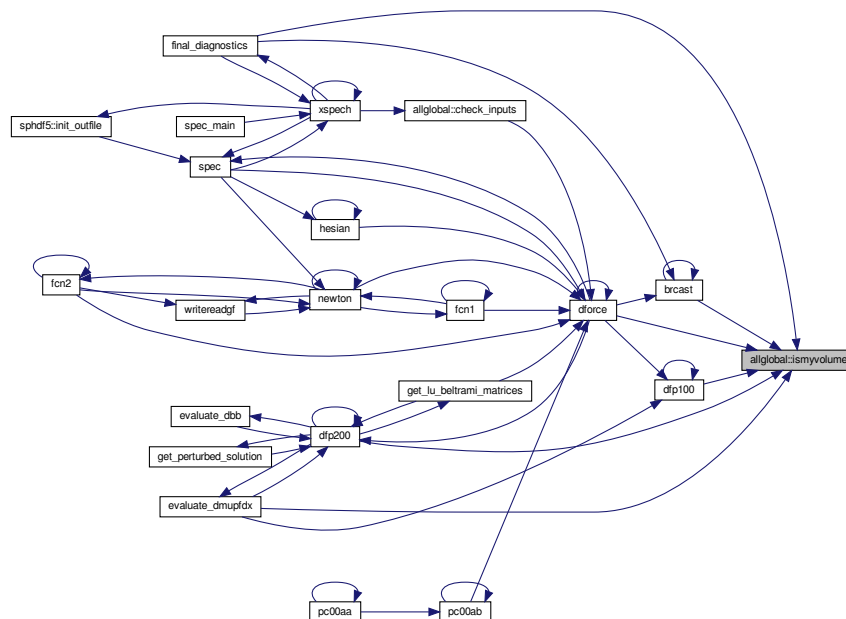 final_diagnostics
xspech
allglobal::check_inputs
sphdf5::init_outfile
spec_main
spec
hesian
fcn2
newton
brcast
writereadgf
fcn1
dforce
allglobal::ismyvolume
get_lu_beltrami_matrices
dfp100
evaluate_dbb
dfp200
get_perturbed_solution
evaluate_dmupfdx
pc00aa
pc00ab